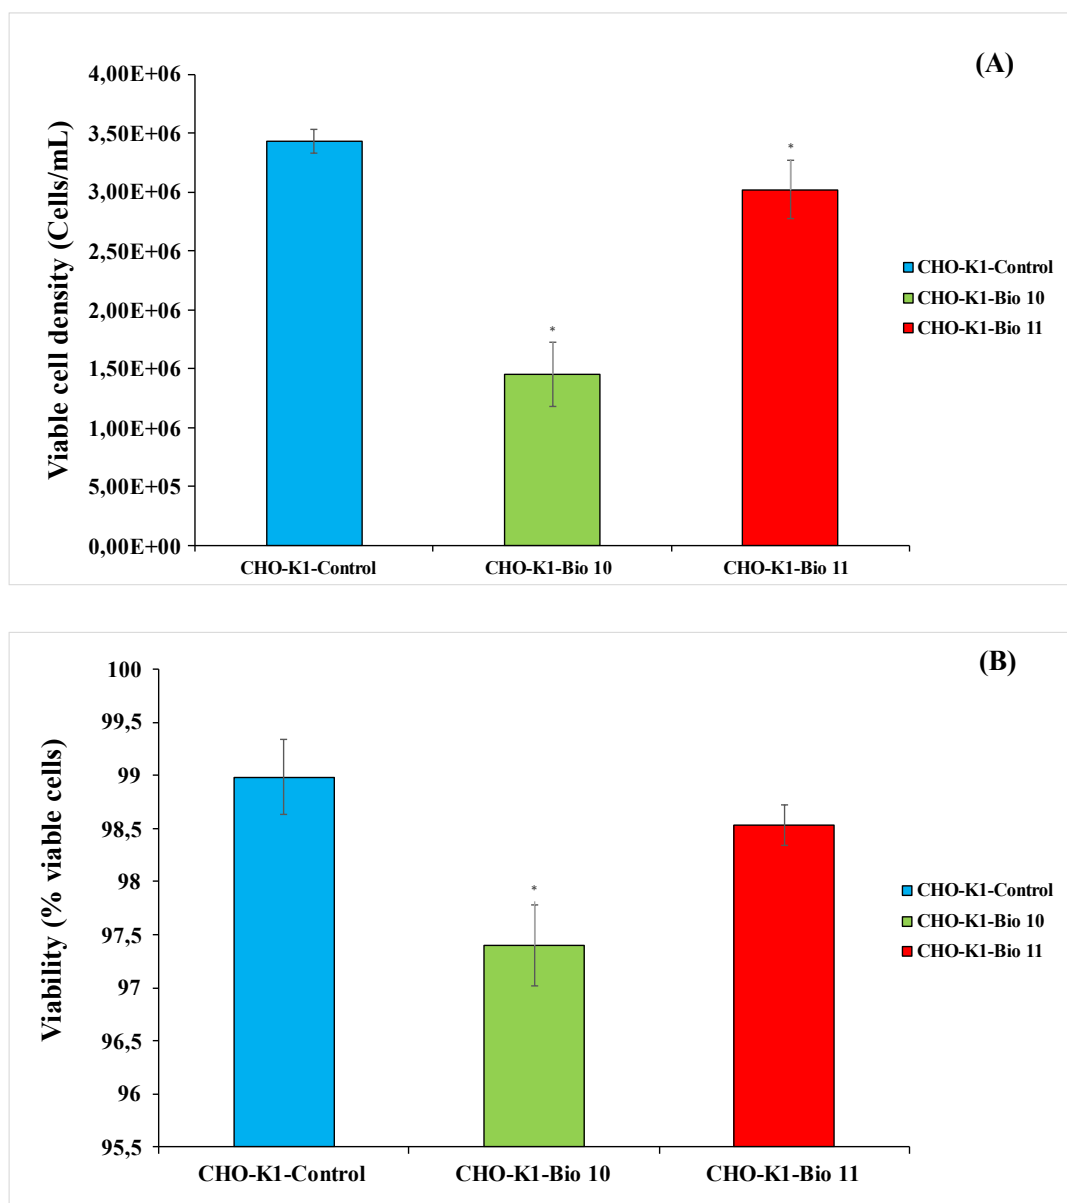 (A)
Viable cell density (Cells/mL)
4,00E+06
3,50E+06
3,00E+06
2,50E+06
2,00E+06
1,50E+06
1,00E+06
5,00E+05
0,00E+00
*
*
CHO-K1-Control
CHO-K1-Bio 10
CHO-K1-Bio 11
CHO-K1-Control
CHO-K1-Bio 10
CHO-K1-Bio 11
(B)
Viability (% viable cells)
100
99,5
99
98,5
98
97,5
97
96,5
96
95,5
*
CHO-K1-Control
CHO-K1-Bio 10
CHO-K1-Bio 11
CHO-K1-Control
CHO-K1-Bio 10
CHO-K1-Bio 11